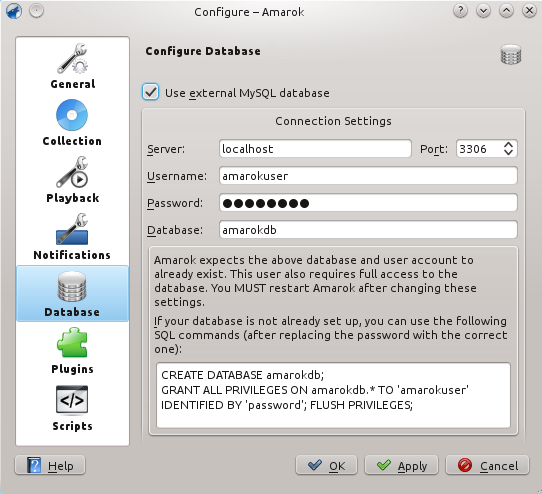 Configure – Amarok
General
Collection
Playback
Notifications
Database
Plugins
Scripts
Configure Database
Use external MySQL database
Connection Settings
Server: localhost Port: 3306
Username: amarokuser
Password: ●●●●●●●●
Database: amarokdb
Amarok expects the above database and user account to
already exist. This user also requires full access to the
database. You MUST restart Amarok after changing these
settings.
If your database is not already set up, you can use the following
SQL commands (after replacing the password with the correct
one):
CREATE DATABASE amarokdb;
GRANT ALL PRIVILEGES ON amarokdb.* TO 'amarokuser'
IDENTIFIED BY 'password'; FLUSH PRIVILEGES;
Help OK Apply Cancel